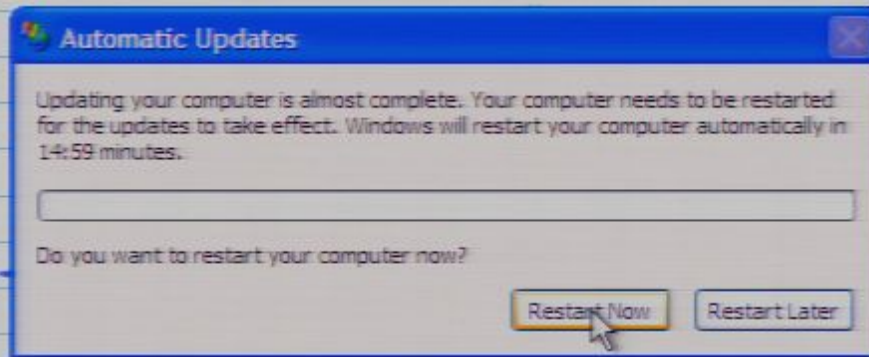 Automatic Updates
Updating your computer is almost complete. Your computer needs to be restarted
for the updates to take effect. Windows will restart your computer automatically in
14:59 minutes.
Do you want to restart your computer now?
Restart Now
Restart Later